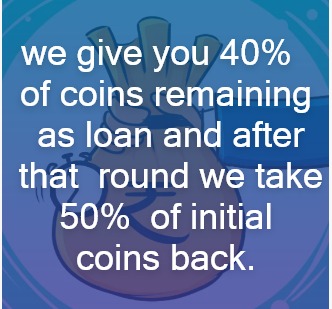 we give you 40%
of coins remaining
as loan and after
that round we take
50% of initial
coins back.